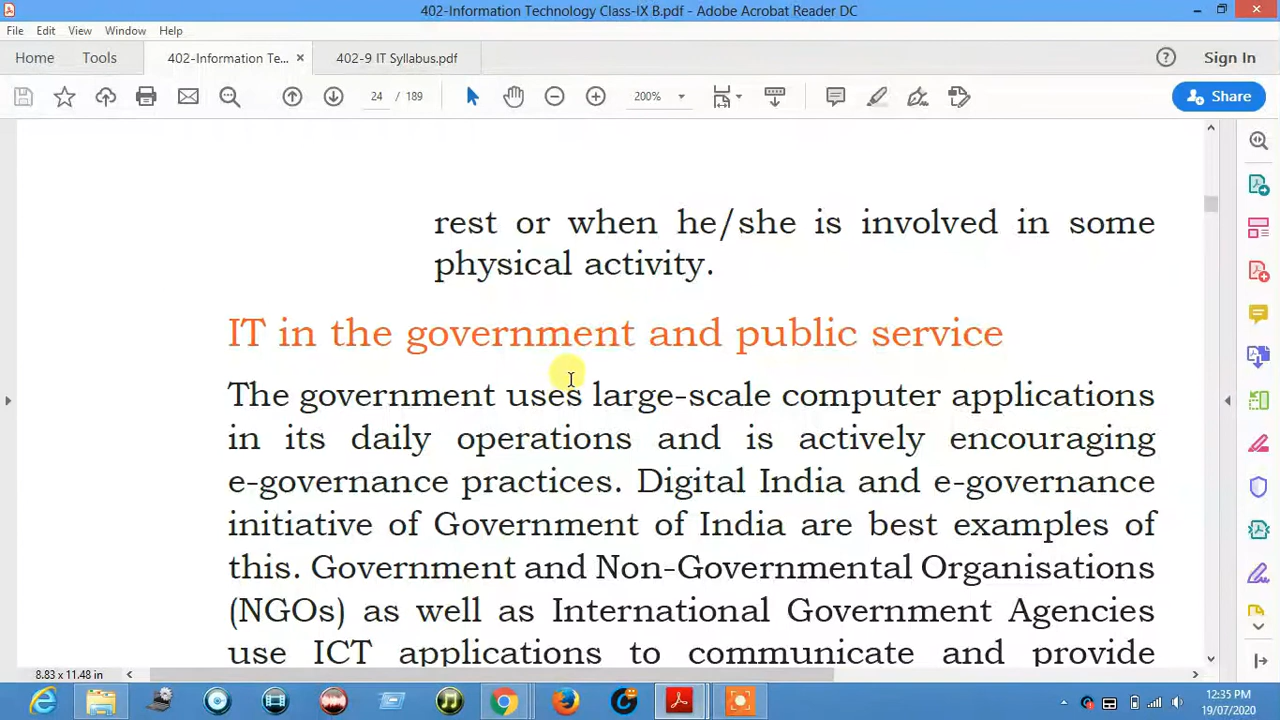 402-Information Technology Class-IX B.pdf - Adobe Acrobat Reader DC
File Edit View Window Help
Home Tools 402-Information Te... × 402-9 IT Syllabus.pdf Sign In
24 / 189 200% Share
rest or when he/she is involved in some
physical activity.
IT in the government and public service
The government uses large-scale computer applications
in its daily operations and is actively encouraging
e-governance practices. Digital India and e-governance
initiative of Government of India are best examples of
this. Government and Non-Governmental Organisations
(NGOs) as well as International Government Agencies
use ICT applications to communicate and provide
8.83 x 11.48 in
12:35 PM
19/07/2020